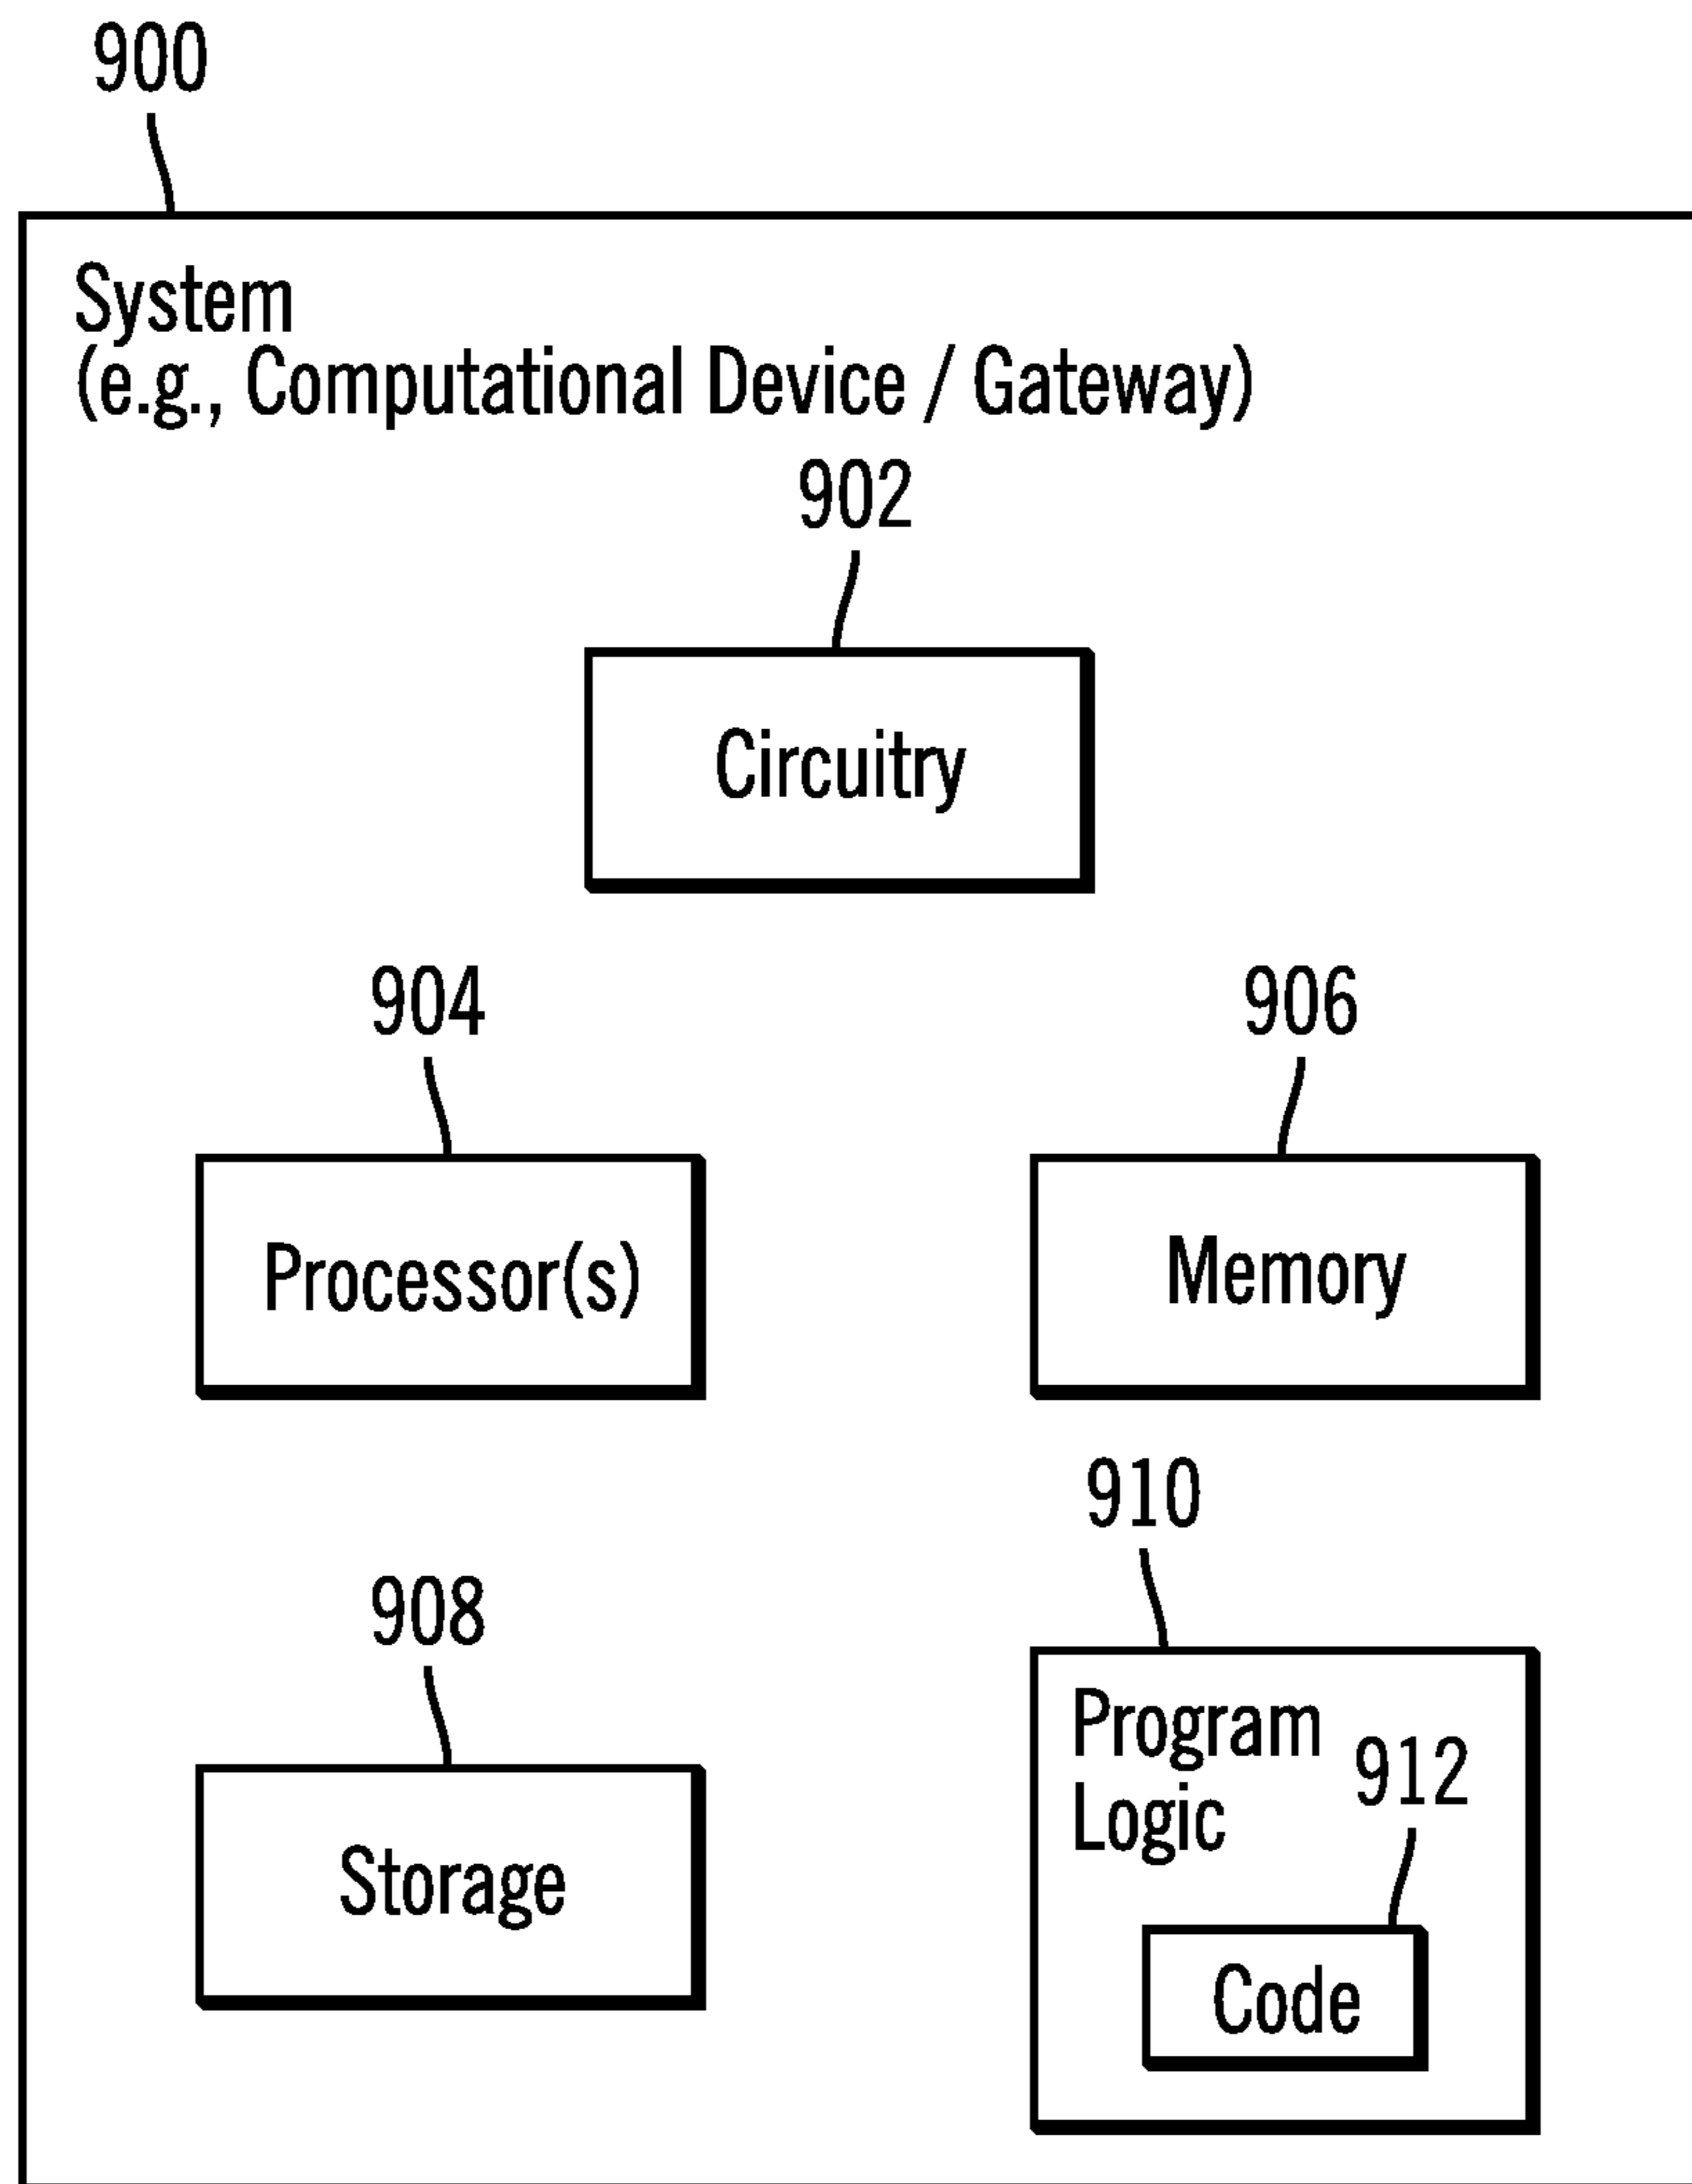 900
System
(e.g., Computational Device / Gateway)
902
Circuitry
904
906
Processor(s)
Memory
910
908
Program
Logic
912
Storage
Code